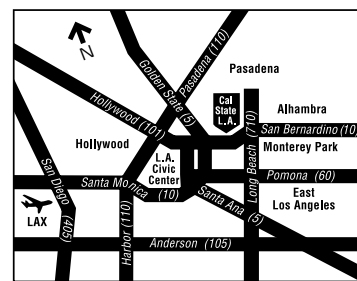 N
Golden State (5)
Pasadena (110)
Pasadena
Hollywood (101)
Cal
State
L.A.
Alhambra
San Bernardino (10)
Hollywood
Monterey Park
L.A.
Civic
Center
Long Beach (710)
Pomona (60)
San Diego (405)
Santa Monica (10)
East
Los Angeles
Santa Ana (5)
LAX
Harbor (110)
Anderson (105)